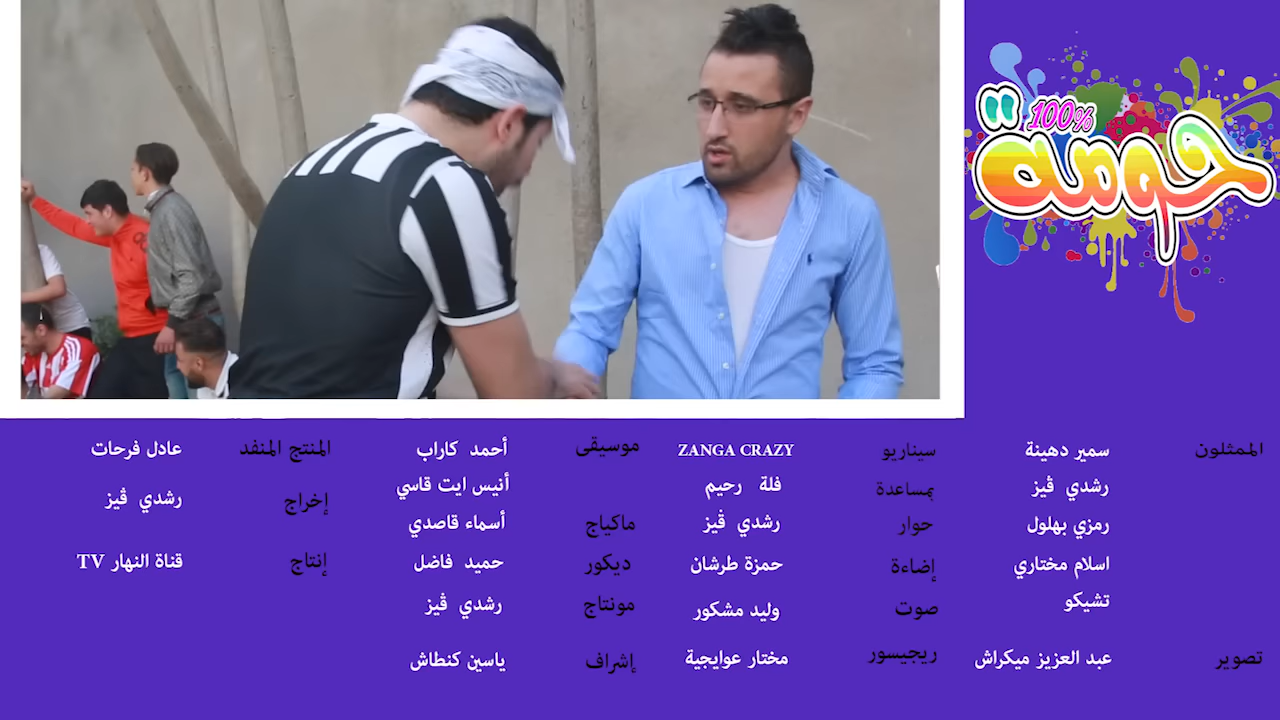 100%
حومة
الممثلون
سمير دهينة
رشدي ڤيز
رمزي بهلول
اسلام مختاري
تشيكو
تصوير
عبد العزيز ميكراش
سيناريو
ZANGA CRAZY
بمساعدة
فلة رحيم
حوار
رشدي ڤيز
إضاءة
حمزة طرشان
صوت
وليد مشكور
ريجيسور
مختار عوايجية
موسيقى
أحمد كاراب
أنيس ايت قاسي
ماكياج
أسماء قاصدي
ديكور
حميد فاضل
مونتاج
رشدي ڤيز
إشراف
ياسين كنطاش
المنتج المنفد
عادل فرحات
إخراج
رشدي ڤيز
إنتاج
قناة النهار TV